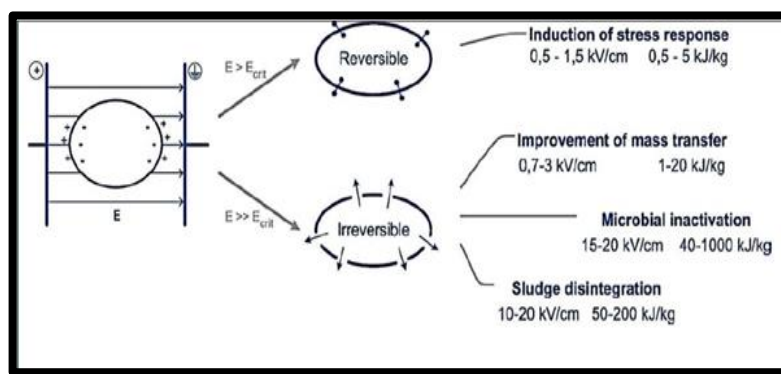 E
E > Ecrit
E >> Ecrit
Reversible
Irreversible
Induction of stress response
0,5 - 1,5 kV/cm 0,5 - 5 kJ/kg
Improvement of mass transfer
0,7-3 kV/cm 1-20 kJ/kg
Microbial inactivation
15-20 kV/cm 40-1000 kJ/kg
Sludge disintegration
10-20 kV/cm 50-200 kJ/kg